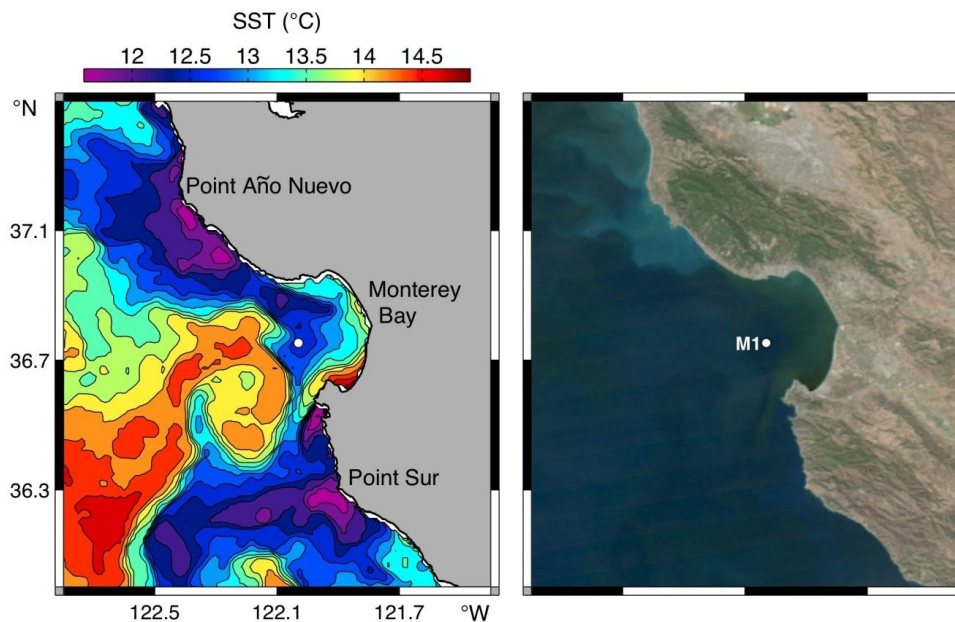 SST (°C)
12 12.5 13 13.5 14 14.5
°N
37.1
36.7
36.3
Point Año Nuevo
Monterey
Bay
Point Sur
122.5 122.1 121.7 °W
M1